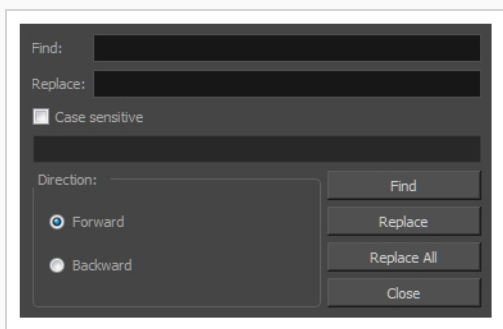 Find:
Replace:
Case sensitive
Direction:
Forward
Backward
Find
Replace
Replace All
Close